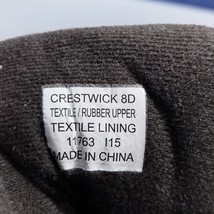 CRESTWICK 8D
TEXTILE / RUBBER UPPER
TEXTILE LINING
11763 I15
MADE IN CHINA